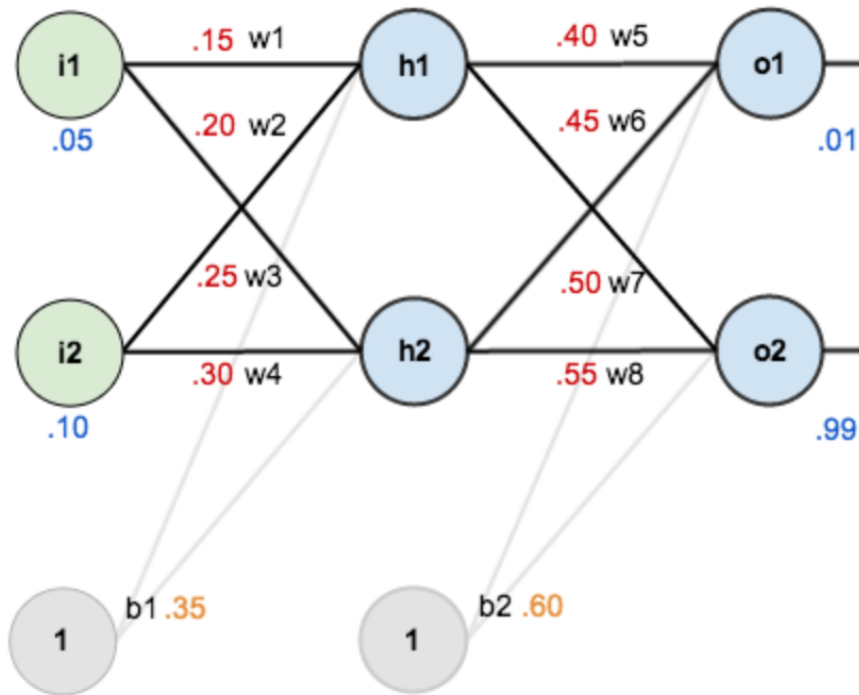 i1
.15 w1
h1
.40 w5
o1
.05
.20 w2
.45 w6
.01
.25 w3
.50 w7
i2
.30 w4
h2
.55 w8
o2
.10
.99
1
b1 .35
1
b2 .60